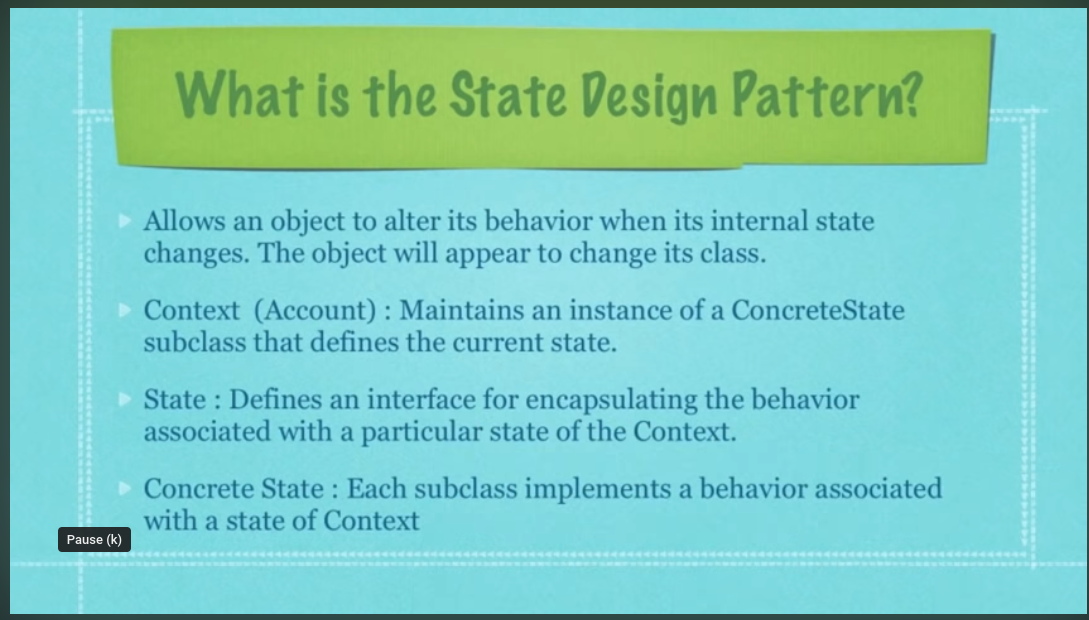 What is the State Design Pattern?
Allows an object to alter its behavior when its internal state
changes. The object will appear to change its class.
Context (Account) : Maintains an instance of a ConcreteState
subclass that defines the current state.
State : Defines an interface for encapsulating the behavior
associated with a particular state of the Context.
Concrete State : Each subclass implements a behavior associated
with a state of Context
Pause (k)